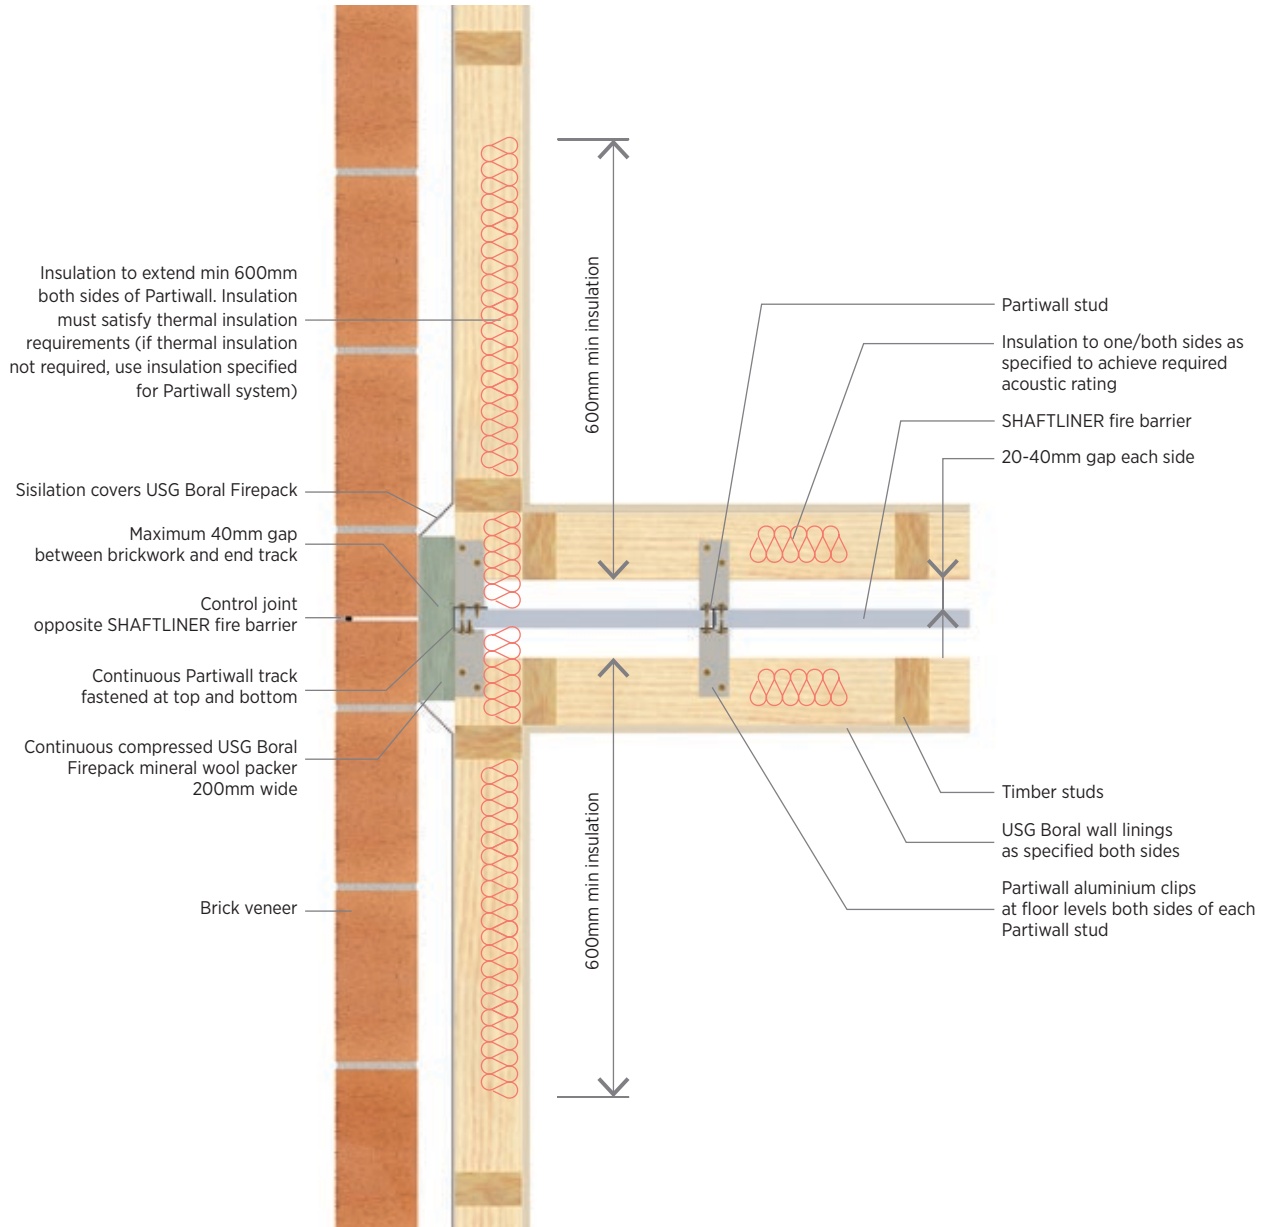 Insulation to extend min 600mm
both sides of Partiwall. Insulation
must satisfy thermal insulation
requirements (if thermal insulation
not required, use insulation specified
for Partiwall system)
Sisilation covers USG Boral Firepack
Maximum 40mm gap
between brickwork and end track
Control joint
opposite SHAFTLINER fire barrier
Continuous Partiwall track
fastened at top and bottom
Continuous compressed USG Boral
Firepack mineral wool packer
200mm wide
Brick veneer
600mm min insulation
600mm min insulation
Partiwall stud
Insulation to one/both sides as
specified to achieve required
acoustic rating
SHAFTLINER fire barrier
20-40mm gap each side
Timber studs
USG Boral wall linings
as specified both sides
Partiwall aluminium clips
at floor levels both sides of each
Partiwall stud